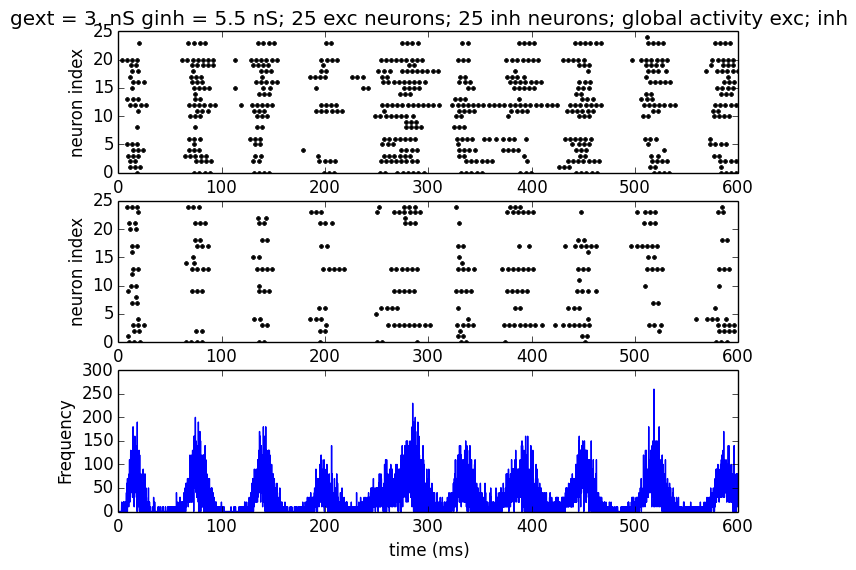 gext = 3. nS ginh = 5.5 nS; 25 exc neurons; 25 inh neurons; global activity exc; inh
25
20
15
10
5
0
neuron index
0 100 200 300 400 500 600
25
20
15
10
5
0
neuron index
0 100 200 300 400 500 600
300
250
200
150
100
50
0
Frequency
0 100 200 300 400 500 600
time (ms)